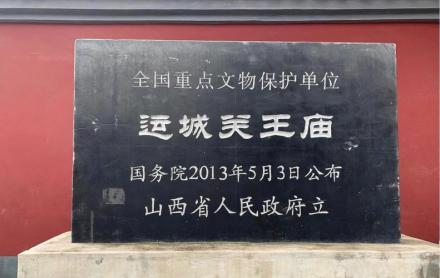 全国重点文物保护单位
运城关王庙
国务院2013年5月3日公布
山西省人民政府立